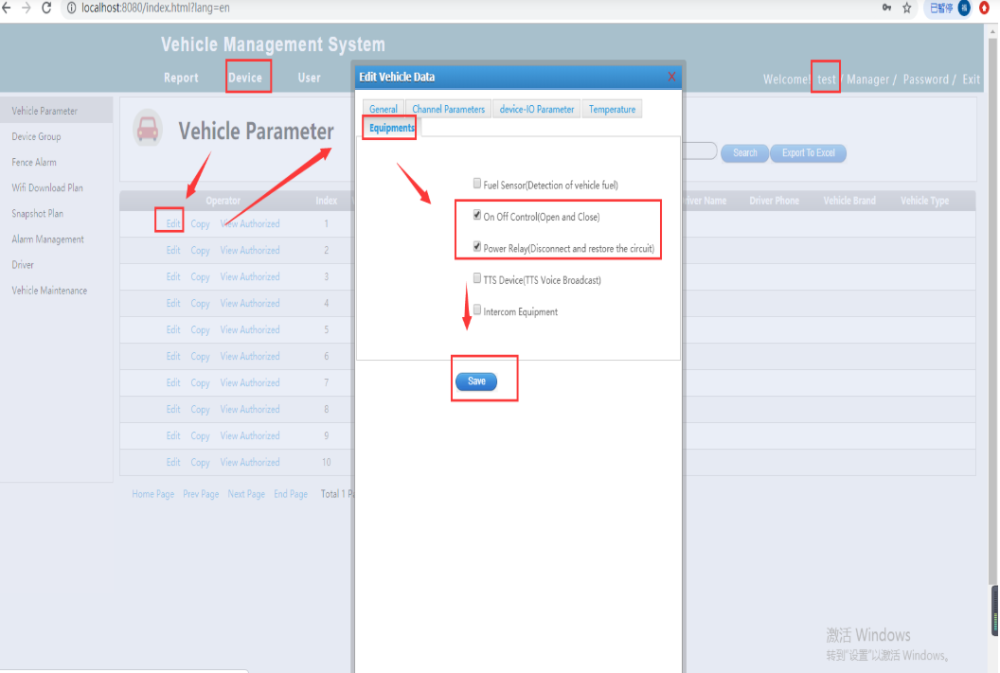 localhost:8080/index.html?lang=en
已暂停
Vehicle Management System
Report Device User
Welcome! test / Manager / Password / Exit
Vehicle Parameter
Device Group
Fence Alarm
Wifi Download Plan
Snapshot Plan
Alarm Management
Driver
Vehicle Maintenance
Vehicle Parameter
Search Export To Excel
Operator Index
Driver Name Driver Phone Vehicle Brand Vehicle Type
Edit Copy View Authorized 1
Edit Copy View Authorized 2
Edit Copy View Authorized 3
Edit Copy View Authorized 4
Edit Copy View Authorized 5
Edit Copy View Authorized 6
Edit Copy View Authorized 7
Edit Copy View Authorized 8
Edit Copy View Authorized 9
Edit Copy View Authorized 10
Home Page Prev Page Next Page End Page Total 1 Pa
Edit Vehicle Data X
General Channel Parameters device-IO Parameter Temperature
Equipments
Fuel Sensor(Detection of vehicle fuel)
On Off Control(Open and Close)
Power Relay(Disconnect and restore the circuit)
TTS Device(TTS Voice Broadcast)
Intercom Equipment
Save
激活 Windows
转到"设置"以激活 Windows。